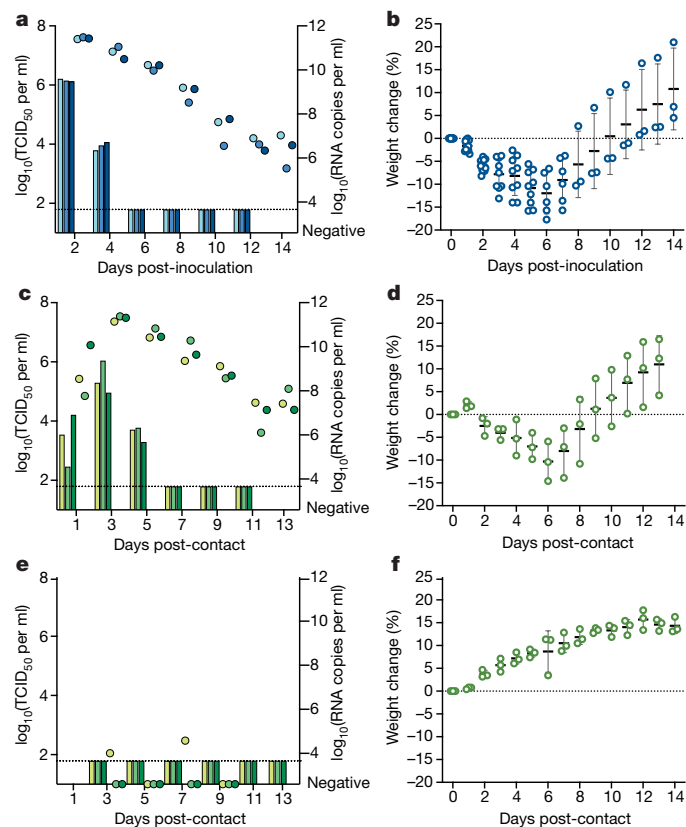 a
8
6
4
2
log₁₀(TCID₅₀ per ml)
12
10
8
6
4
Negative
log₁₀(RNA copies per ml)
2 4 6 8 10 12 14
Days post-inoculation
b
25
20
15
10
5
0
−5
−10
−15
−20
Weight change (%)
0 2 4 6 8 10 12 14
Days post-inoculation
c
8
6
4
2
log₁₀(TCID₅₀ per ml)
12
10
8
6
4
Negative
log₁₀(RNA copies per ml)
1 3 5 7 9 11 13
Days post-contact
d
25
20
15
10
5
0
−5
−10
−15
−20
Weight change (%)
0 2 4 6 8 10 12 14
Days post-contact
e
8
6
4
2
log₁₀(TCID₅₀ per ml)
12
10
8
6
4
Negative
log₁₀(RNA copies per ml)
1 3 5 7 9 11 13
Days post-contact
f
25
20
15
10
5
0
−5
−10
−15
−20
Weight change (%)
0 2 4 6 8 10 12 14
Days post-contact